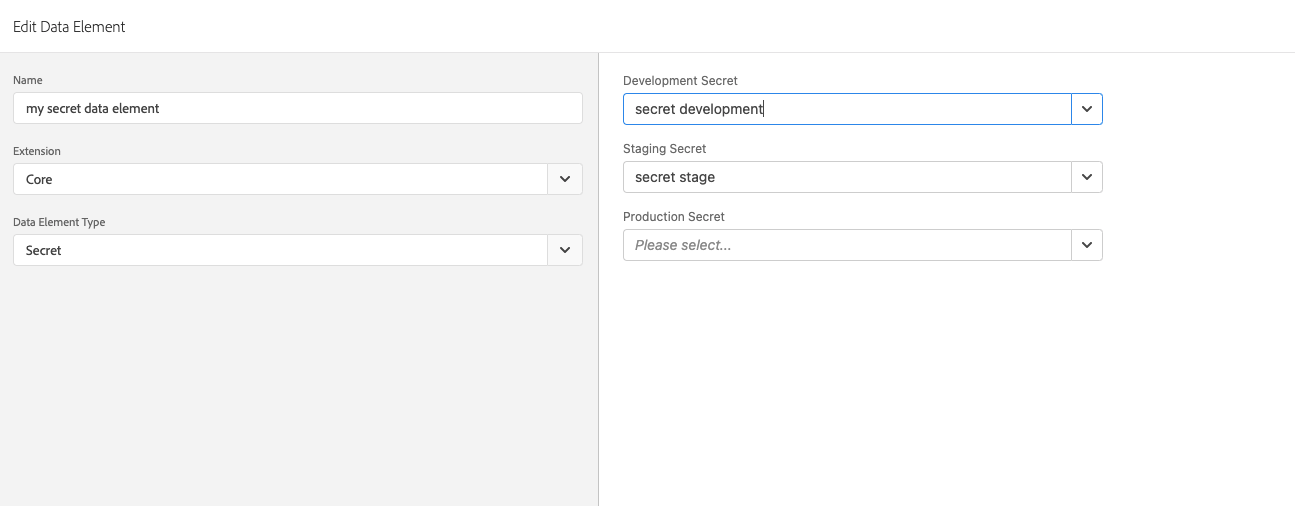 Edit Data Element
Name
my secret data element
Extension
Core
Data Element Type
Secret
Development Secret
secret development
Staging Secret
secret stage
Production Secret
Please select...